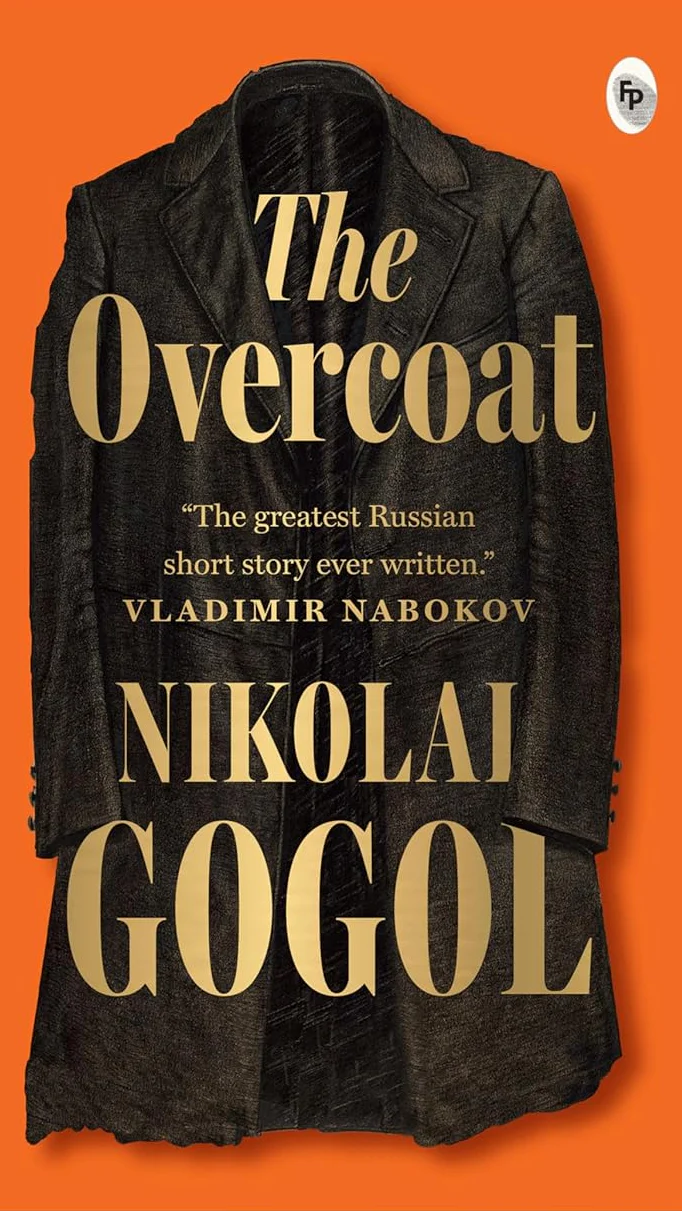 FP
The
Overcoat
“The greatest Russian
short story ever written.”
VLADIMIR NABOKOV
NIKOLAI
GOGOL